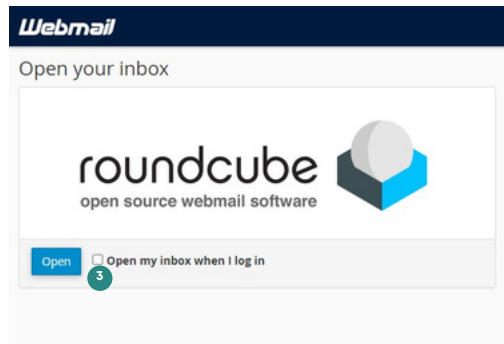 Webmail
Open your inbox
roundcube
open source webmail software
Open Open my inbox when I log in
3